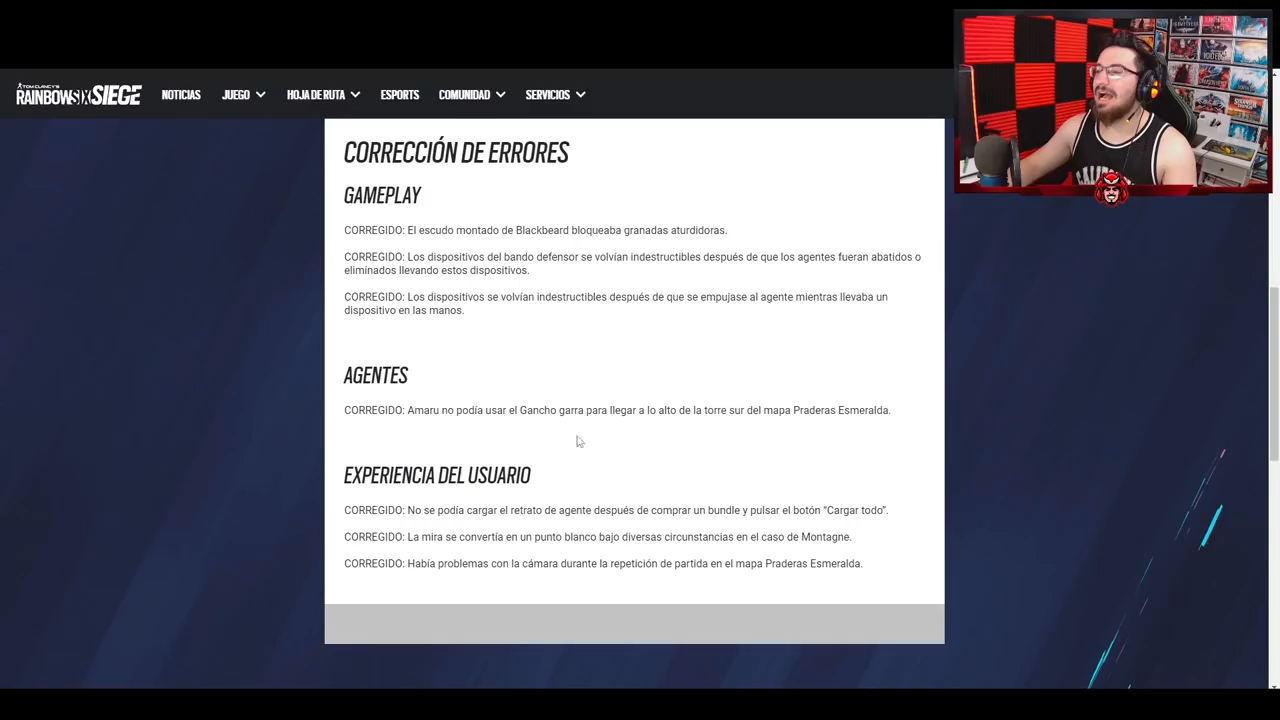 TOM CLANCY'S
RAINBOWSIX SIEGE
NOTICIAS
JUEGO
HOJA DE RUTA
ESPORTS
COMUNIDAD
SERVICIOS
CORRECCIÓN DE ERRORES
GAMEPLAY
CORREGIDO: El escudo montado de Blackbeard bloqueaba granadas aturdidoras.
CORREGIDO: Los dispositivos del bando defensor se volvían indestructibles después de que los agentes fueran abatidos o
eliminados llevando estos dispositivos.
CORREGIDO: Los dispositivos se volvían indestructibles después de que se empujase al agente mientras llevaba un
dispositivo en las manos.
AGENTES
CORREGIDO: Amaru no podía usar el Gancho garra para llegar a lo alto de la torre sur del mapa Praderas Esmeralda.
EXPERIENCIA DEL USUARIO
CORREGIDO: No se podía cargar el retrato de agente después de comprar un bundle y pulsar el botón “Cargar todo”.
CORREGIDO: La mira se convertía en un punto blanco bajo diversas circunstancias en el caso de Montagne.
CORREGIDO: Había problemas con la cámara durante la repetición de partida en el mapa Praderas Esmeralda.